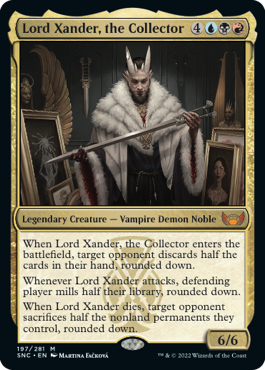 Lord Xander, the Collector 4
Legendary Creature — Vampire Demon Noble
When Lord Xander, the Collector enters the
battlefield, target opponent discards half the
cards in their hand, rounded down.
Whenever Lord Xander attacks, defending
player mills half their library, rounded down.
When Lord Xander dies, target opponent
sacrifices half the nonland permanents they
control, rounded down.
6/6
197/281 M
SNC • EN Martina Fačková
™ & © 2022 Wizards of the Coast